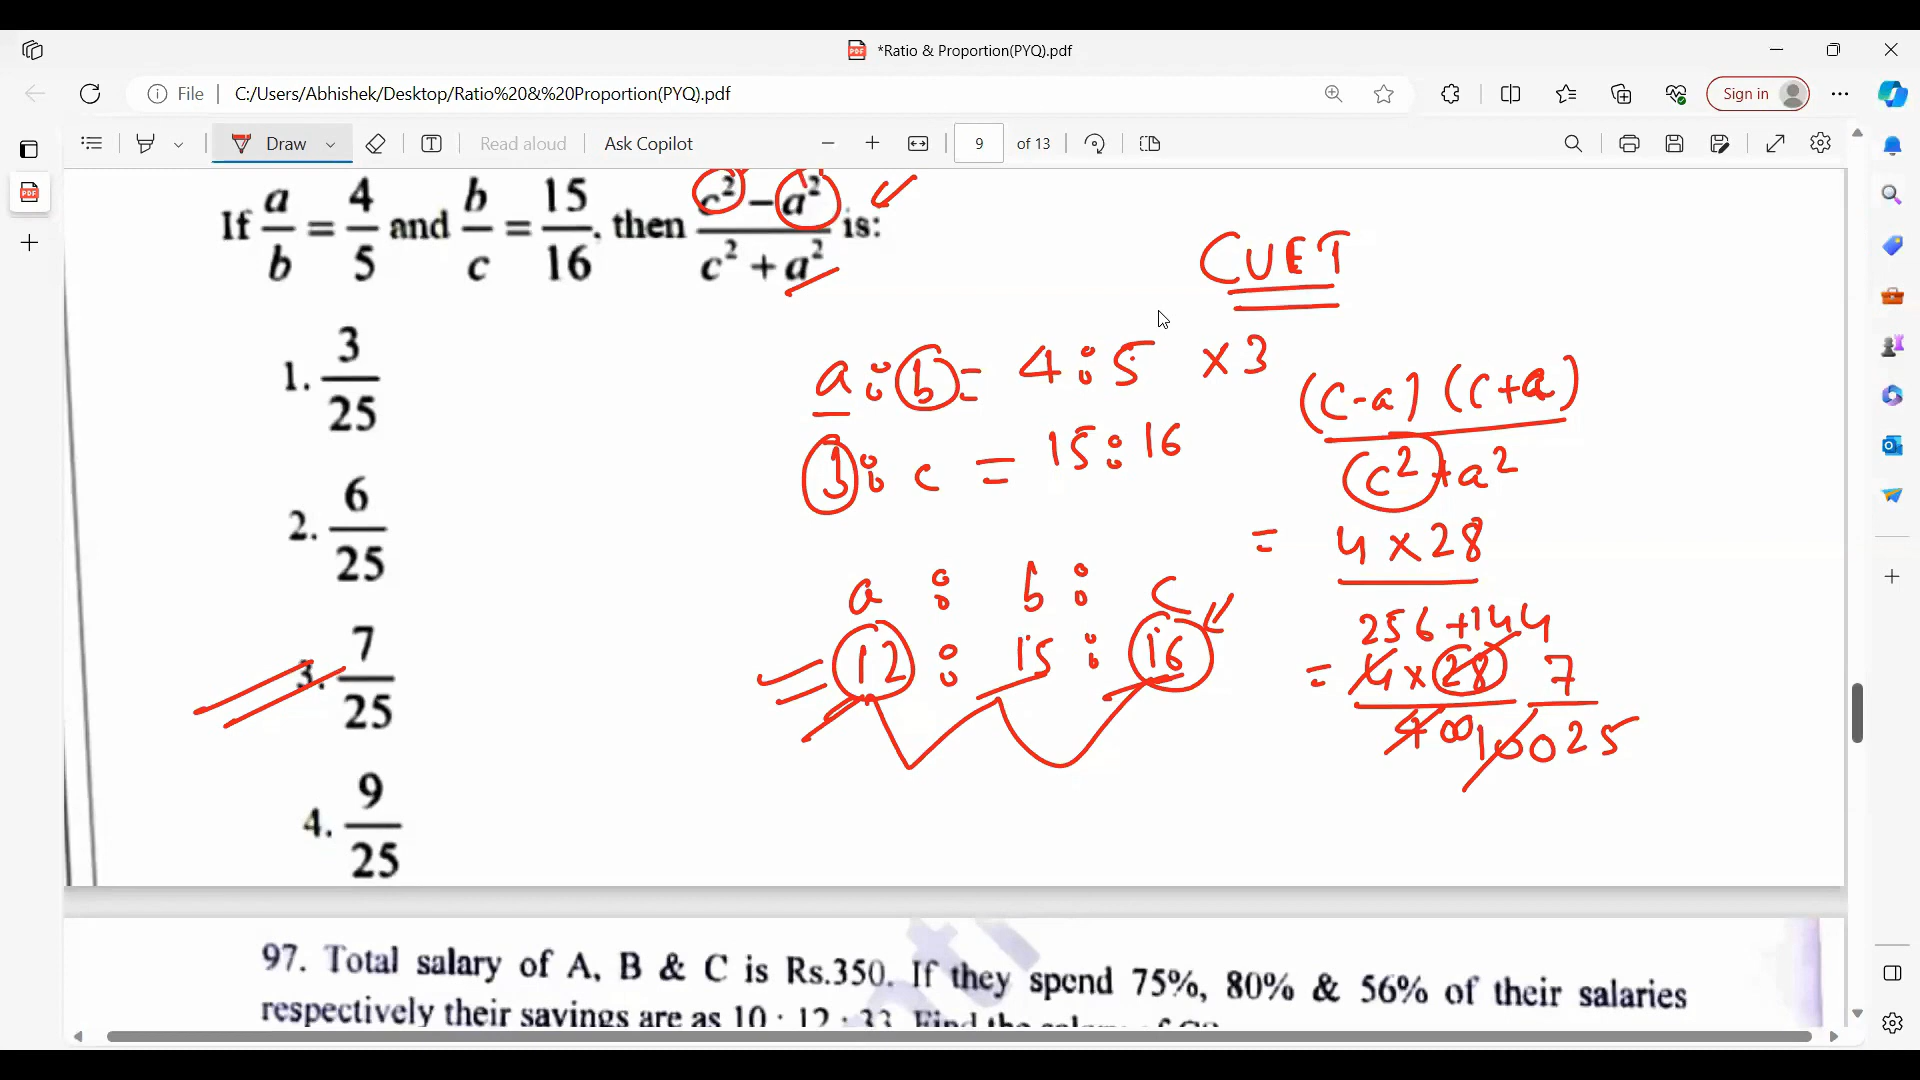 *Ratio & Proportion(PYQ).pdf
File C:/Users/Abhishek/Desktop/Ratio%20&%20Proportion(PYQ).pdf Sign in
Draw T Read aloud Ask Copilot 9 of 13
If a/b = 4/5 and b/c = 15/16, then (c² − a²)/(c² + a²) is:
1. 3/25
2. 6/25
3. 7/25
4. 9/25
CUET
a : b = 4 : 5 × 3
b : c = 15 : 16
a : b : c
12 : 15 : 16
(c-a) (c+a)
c² + a²
= 4 × 28
256 + 144
= 4 × 28 7
400 100 25
97. Total salary of A, B & C is Rs.350. If they spend 75%, 80% & 56% of their salaries
respectively their savings are as 10 : 12 : 33. Find the salary of C?